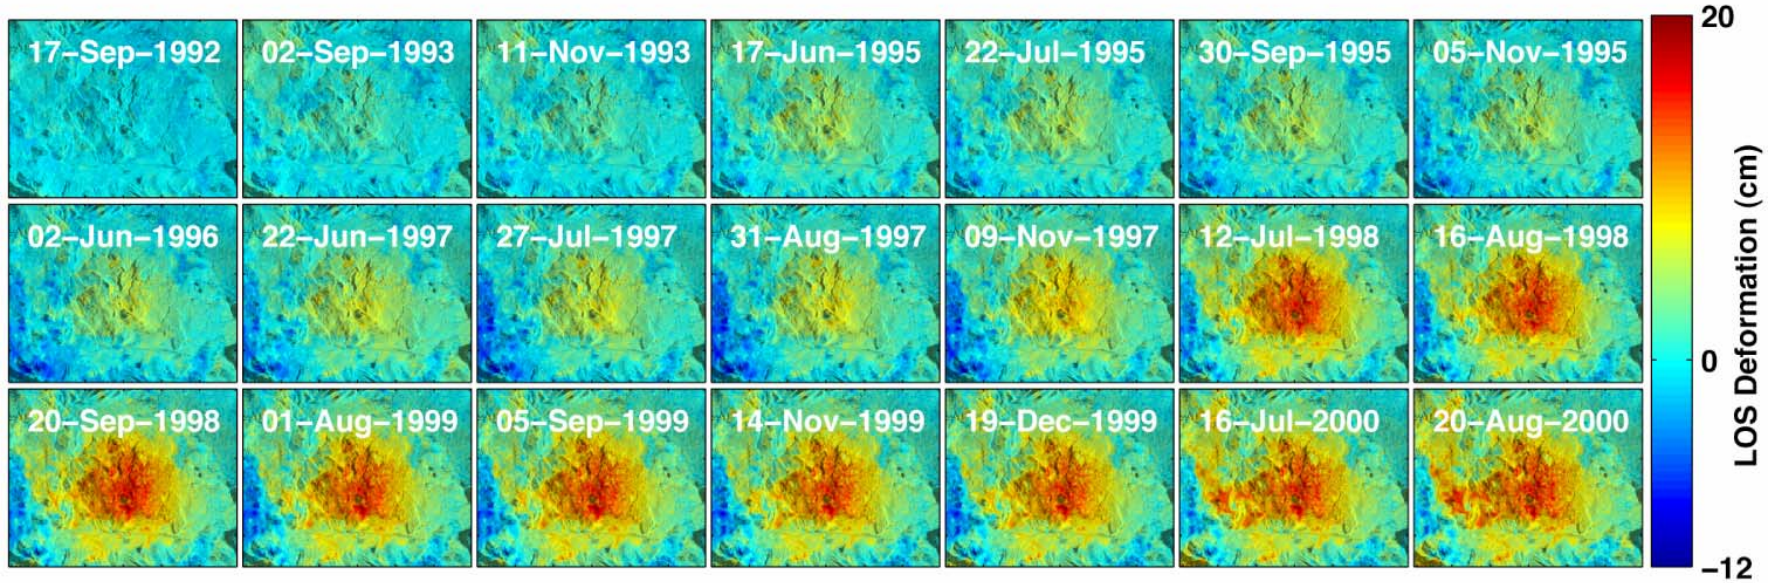 17-Sep-1992
02-Sep-1993
11-Nov-1993
17-Jun-1995
22-Jul-1995
30-Sep-1995
05-Nov-1995
02-Jun-1996
22-Jun-1997
27-Jul-1997
31-Aug-1997
09-Nov-1997
12-Jul-1998
16-Aug-1998
20-Sep-1998
01-Aug-1999
05-Sep-1999
14-Nov-1999
19-Dec-1999
16-Jul-2000
20-Aug-2000
20
0
-12
LOS Deformation (cm)